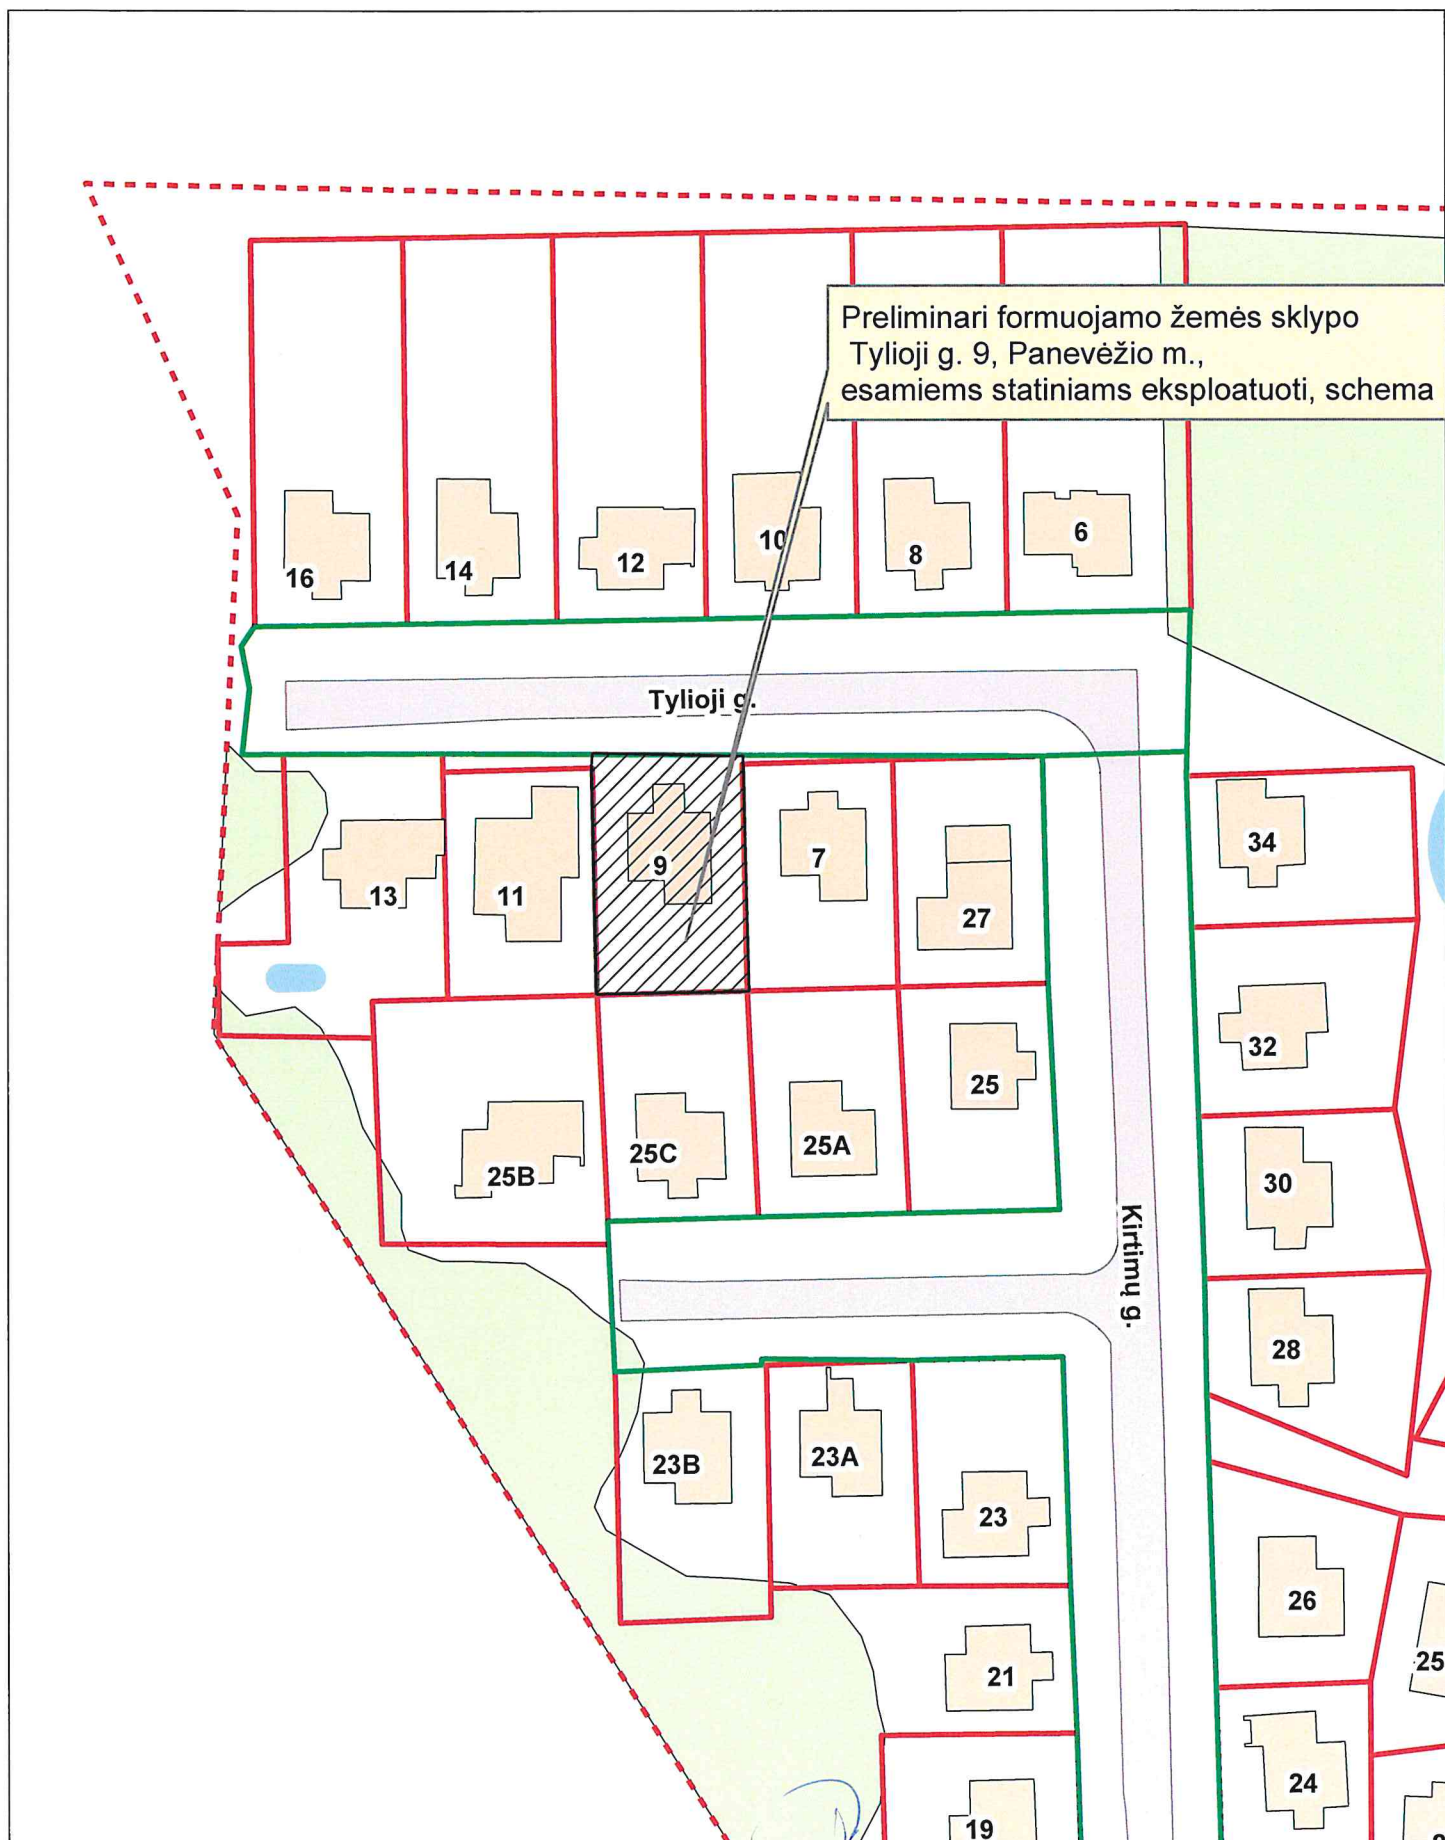 Preliminari formuojamo žemės sklypo
Tylioji g. 9, Panevėžio m.,
esamiems statiniams eksploatuoti, schema
16
14
12
10
8
6
Tylioji g.
13
11
9
7
27
34
32
25
25B
25C
25A
30
Kirtimų g.
28
23B
23A
23
26
25
21
24
19